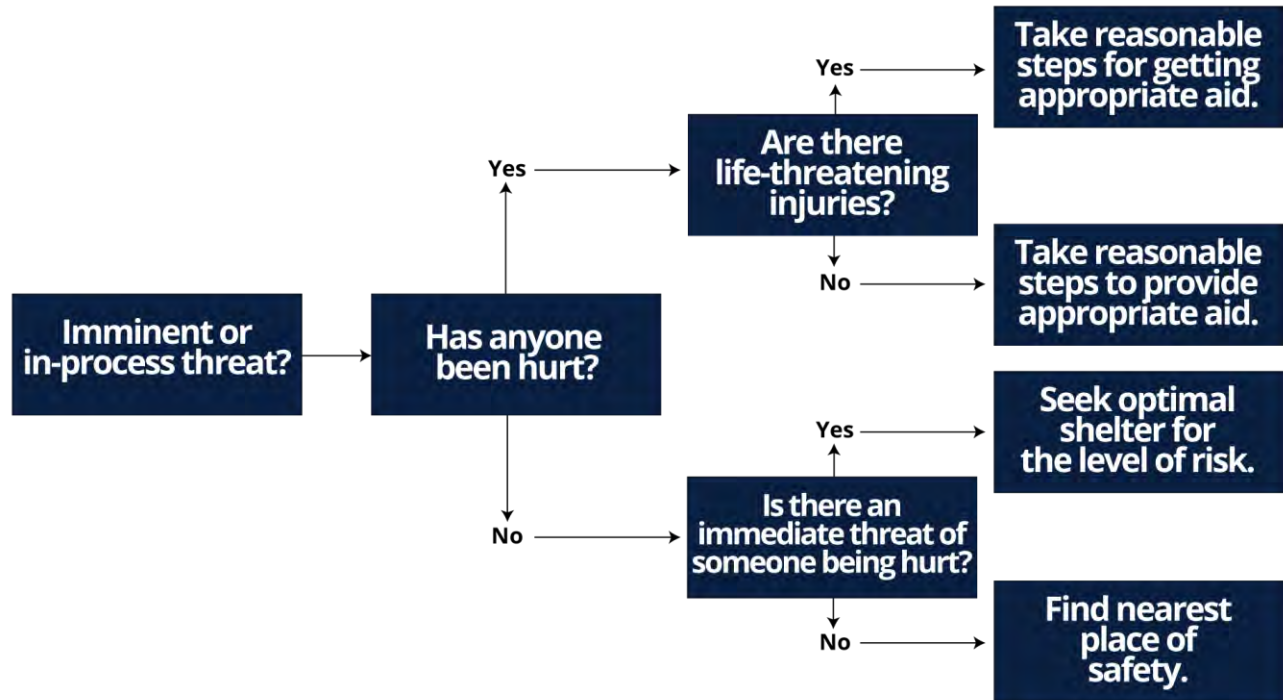 Imminent or
in-process threat?
Has anyone
been hurt?
Yes
Are there
life-threatening
injuries?
Yes
Take reasonable
steps for getting
appropriate aid.
No
Take reasonable
steps to provide
appropriate aid.
No
Is there an
immediate threat of
someone being hurt?
Yes
Seek optimal
shelter for
the level of risk.
No
Find nearest
place of
safety.